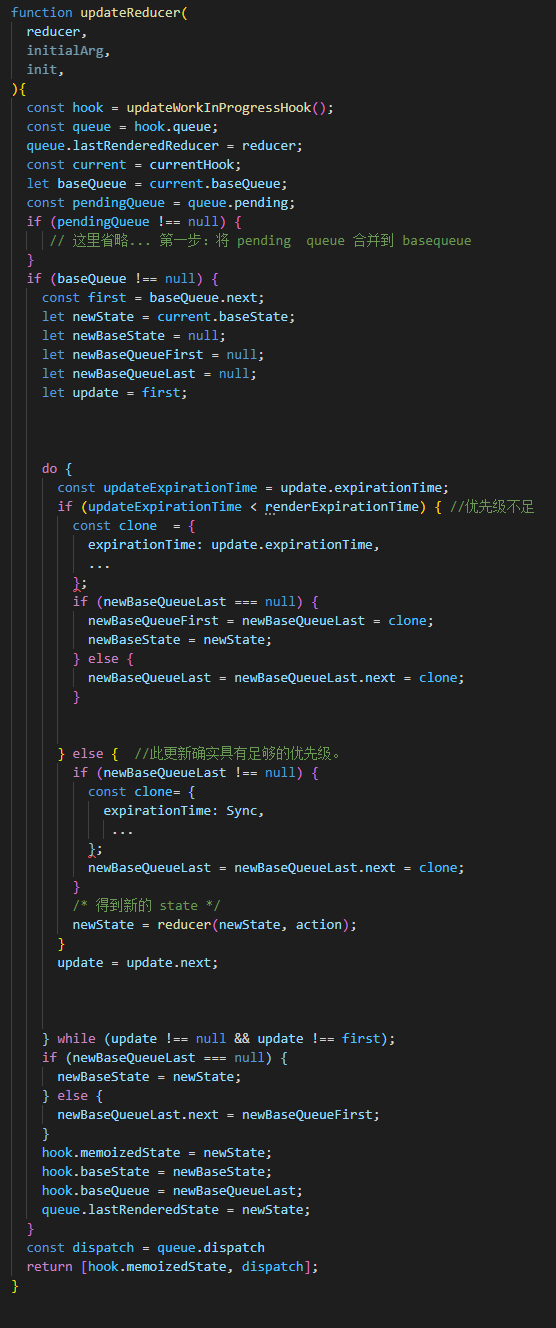 function updateReducer(
  reducer,
  initialArg,
  init,
){
  const hook = updateWorkInProgressHook();
  const queue = hook.queue;
  queue.lastRenderedReducer = reducer;
  const current = currentHook;
  let baseQueue = current.baseQueue;
  const pendingQueue = queue.pending;
  if (pendingQueue !== null) {
     // 这里省略... 第一步：将 pending  queue 合并到 basequeue
  }
  if (baseQueue !== null) {
    const first = baseQueue.next;
    let newState = current.baseState;
    let newBaseState = null;
    let newBaseQueueFirst = null;
    let newBaseQueueLast = null;
    let update = first;
    do {
      const updateExpirationTime = update.expirationTime;
      if (updateExpirationTime < renderExpirationTime) { //优先级不足
        const clone  = {
          expirationTime: update.expirationTime,
          ...
        };
        if (newBaseQueueLast === null) {
          newBaseQueueFirst = newBaseQueueLast = clone;
          newBaseState = newState;
        } else {
          newBaseQueueLast = newBaseQueueLast.next = clone;
        }
      } else {  //此更新确实具有足够的优先级。
        if (newBaseQueueLast !== null) {
          const clone= {
            expirationTime: Sync,
             ...
          };
          newBaseQueueLast = newBaseQueueLast.next = clone;
        }
        /* 得到新的 state */
        newState = reducer(newState, action);
      }
      update = update.next;
    } while (update !== null && update !== first);
    if (newBaseQueueLast === null) {
      newBaseState = newState;
    } else {
      newBaseQueueLast.next = newBaseQueueFirst;
    }
    hook.memoizedState = newState;
    hook.baseState = newBaseState;
    hook.baseQueue = newBaseQueueLast;
    queue.lastRenderedState = newState;
  }
  const dispatch = queue.dispatch
  return [hook.memoizedState, dispatch];
}